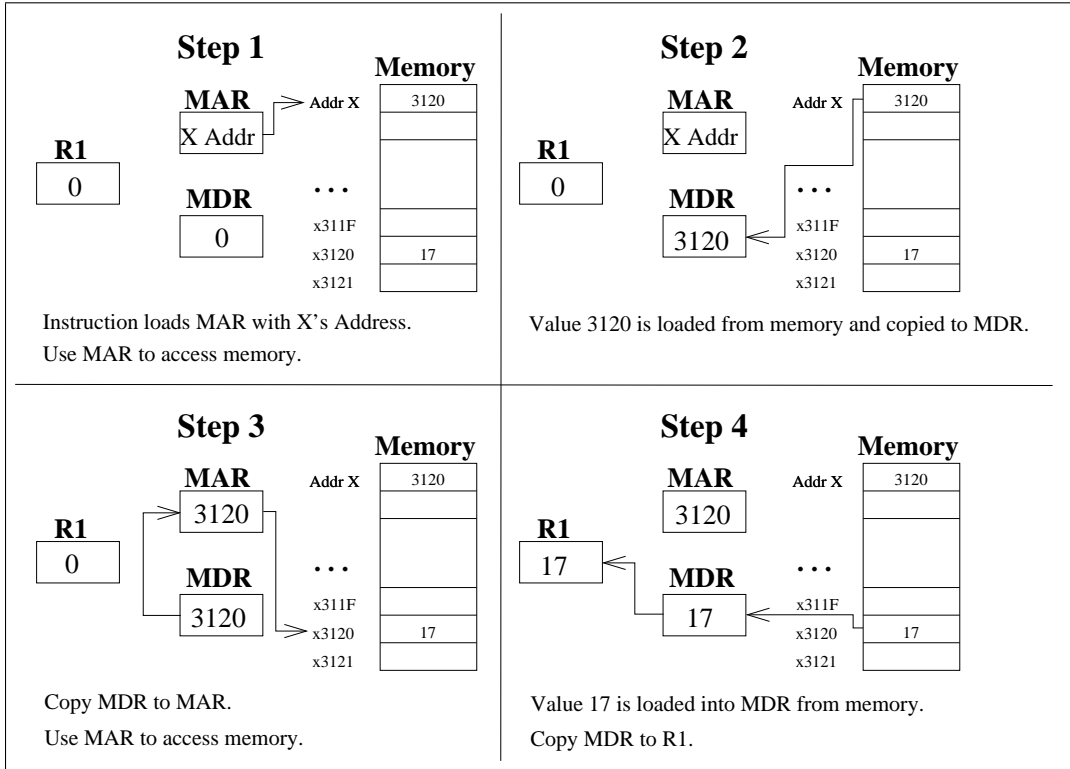 Step 1
Memory
MAR
Addr X
3120
X Addr
R1
0
MDR
...
0
x311F
x3120
17
x3121
Instruction loads MAR with X's Address.
Use MAR to access memory.
Step 2
Memory
MAR
Addr X
3120
X Addr
R1
0
MDR
...
3120
x311F
x3120
17
x3121
Value 3120 is loaded from memory and copied to MDR.
Step 3
Memory
MAR
Addr X
3120
3120
R1
0
MDR
...
3120
x311F
x3120
17
x3121
Copy MDR to MAR.
Use MAR to access memory.
Step 4
Memory
MAR
Addr X
3120
3120
R1
17
MDR
...
17
x311F
x3120
17
x3121
Value 17 is loaded into MDR from memory.
Copy MDR to R1.